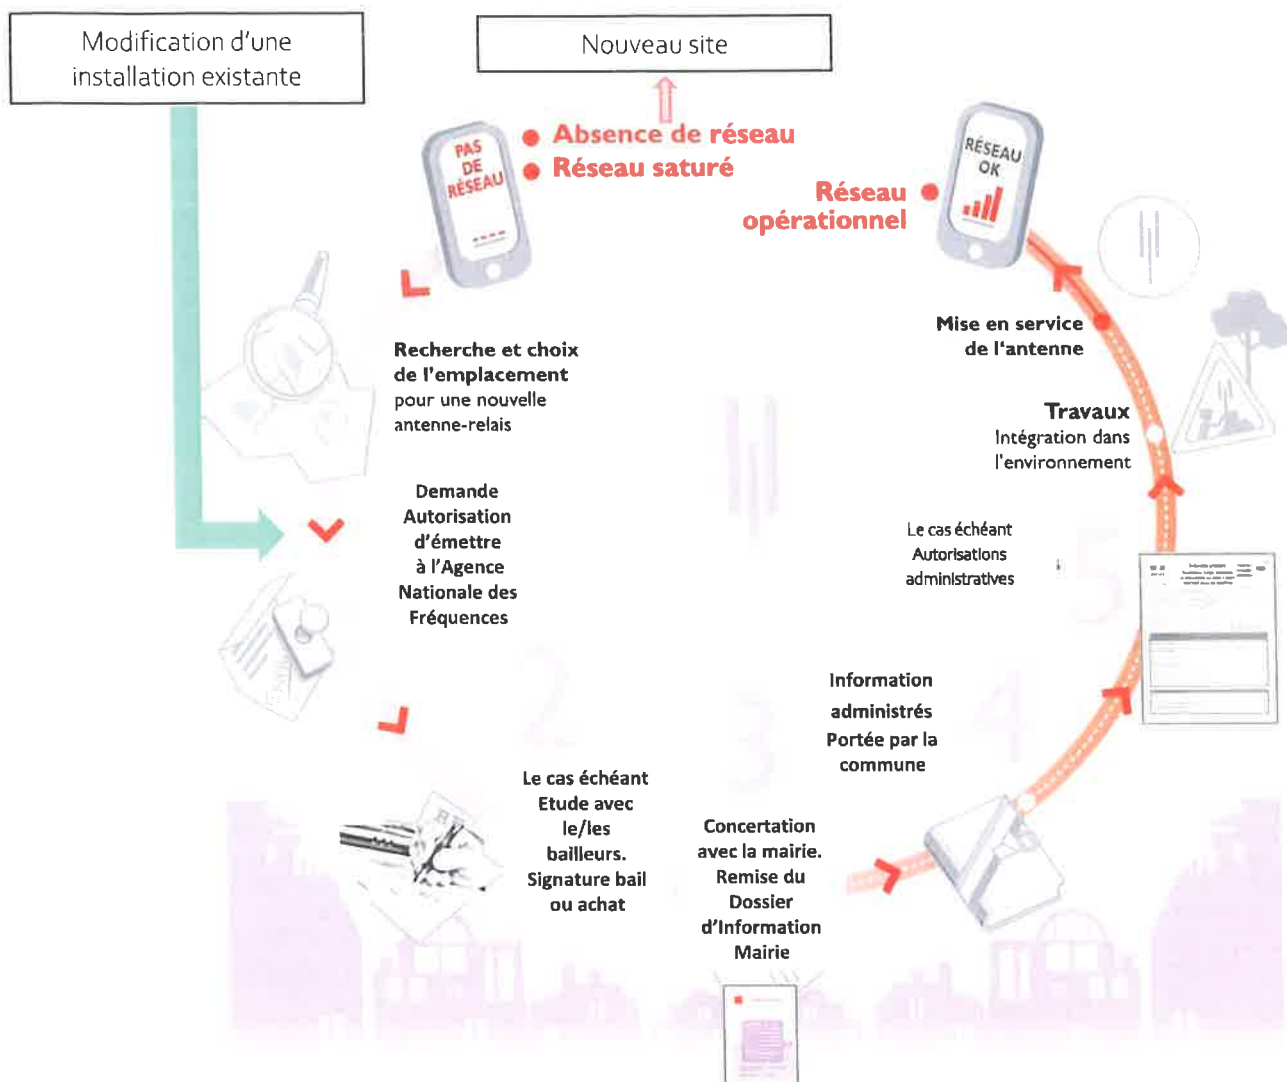 Modification d'une
installation existante
Nouveau site
PAS
DE
RÉSEAU
Absence de réseau
Réseau saturé
Réseau
opérationnel
RÉSEAU
OK
Recherche et choix
de l'emplacement
pour une nouvelle
antenne-relais
Mise en service
de l'antenne
Travaux
Intégration dans
l'environnement
Demande
Autorisation
d'émettre
à l'Agence
Nationale des
Fréquences
Le cas échéant
Autorisations
administratives
5
2
3
4
Information
administrés
Portée par la
commune
Le cas échéant
Etude avec
le/les
bailleurs.
Signature bail
ou achat
Concertation
avec la mairie.
Remise du
Dossier
d'Information
Mairie